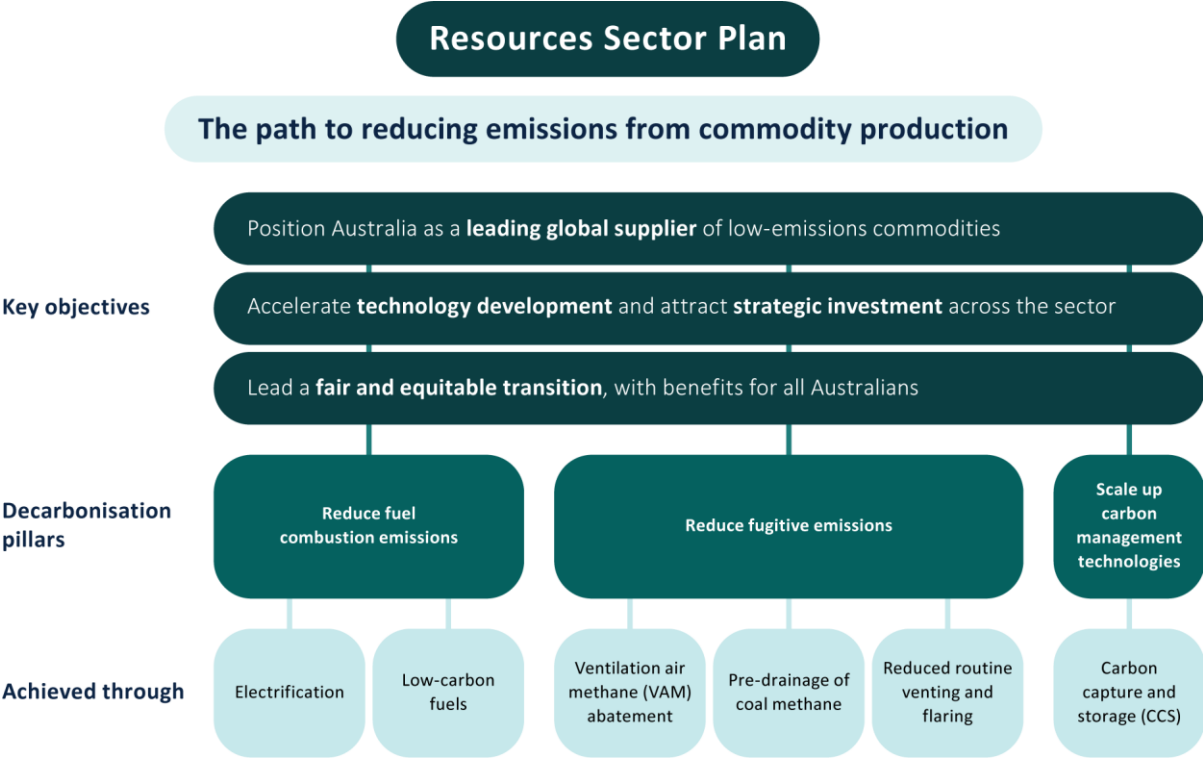 Resources Sector Plan
The path to reducing emissions from commodity production
Position Australia as a leading global supplier of low-emissions commodities
Key objectives
Accelerate technology development and attract strategic investment across the sector
Lead a fair and equitable transition, with benefits for all Australians
Decarbonisation
pillars
Reduce fuel
combustion emissions
Reduce fugitive emissions
Scale up
carbon
management
technologies
Achieved through
Electrification
Low-carbon
fuels
Ventilation air
methane (VAM)
abatement
Pre-drainage of
coal methane
Reduced routine
venting and
flaring
Carbon
capture and
storage (CCS)